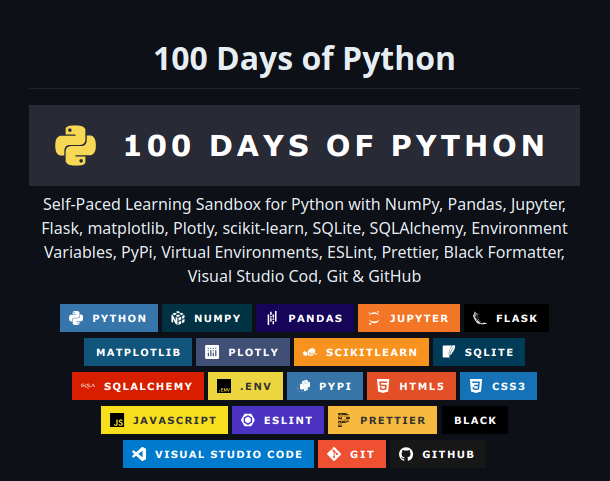 100 Days of Python
100 DAYS OF PYTHON
Self-Paced Learning Sandbox for Python with NumPy, Pandas, Jupyter,
Flask, matplotlib, Plotly, scikit-learn, SQLite, SQLAlchemy, Environment
Variables, PyPi, Virtual Environments, ESLint, Prettier, Black Formatter,
Visual Studio Cod, Git & GitHub
PYTHON NUMPY PANDAS JUPYTER FLASK
MATPLOTLIB PLOTLY SCIKITLEARN SQLITE
SQLALCHEMY .ENV PYPI HTML5 CSS3
JS JAVASCRIPT ESLINT PRETTIER BLACK
VISUAL STUDIO CODE GIT GITHUB